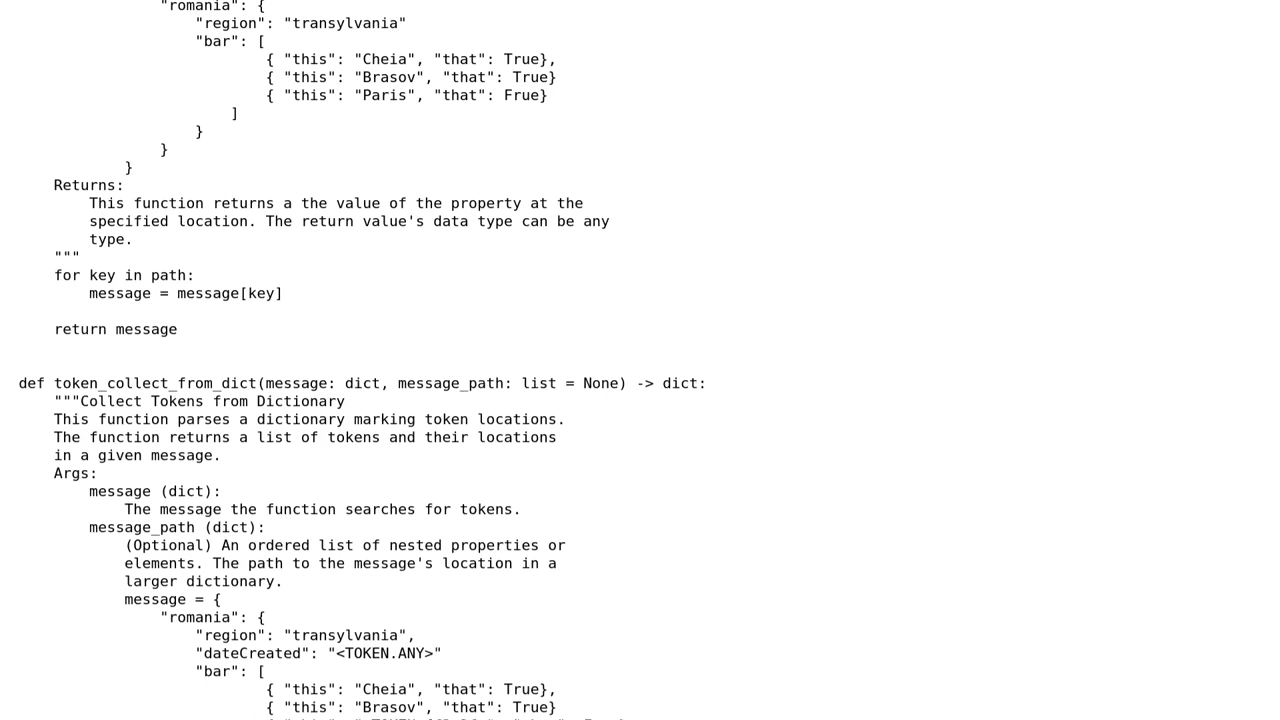 "romania": {
                    "region": "transylvania"
                    "bar": [
                            { "this": "Cheia", "that": True},
                            { "this": "Brasov", "that": True}
                            { "this": "Paris", "that": Frue}
                        ]
                    }
                }
            }
    Returns:
        This function returns a the value of the property at the
        specified location. The return value's data type can be any
        type.
    """
    for key in path:
        message = message[key]

    return message


def token_collect_from_dict(message: dict, message_path: list = None) -> dict:
    """Collect Tokens from Dictionary
    This function parses a dictionary marking token locations.
    The function returns a list of tokens and their locations
    in a given message.
    Args:
        message (dict):
            The message the function searches for tokens.
        message_path (dict):
            (Optional) An ordered list of nested properties or
            elements. The path to the message's location in a
            larger dictionary.
            message = {
                "romania": {
                    "region": "transylvania",
                    "dateCreated": "<TOKEN.ANY>"
                    "bar": [
                            { "this": "Cheia", "that": True},
                            { "this": "Brasov", "that": True}